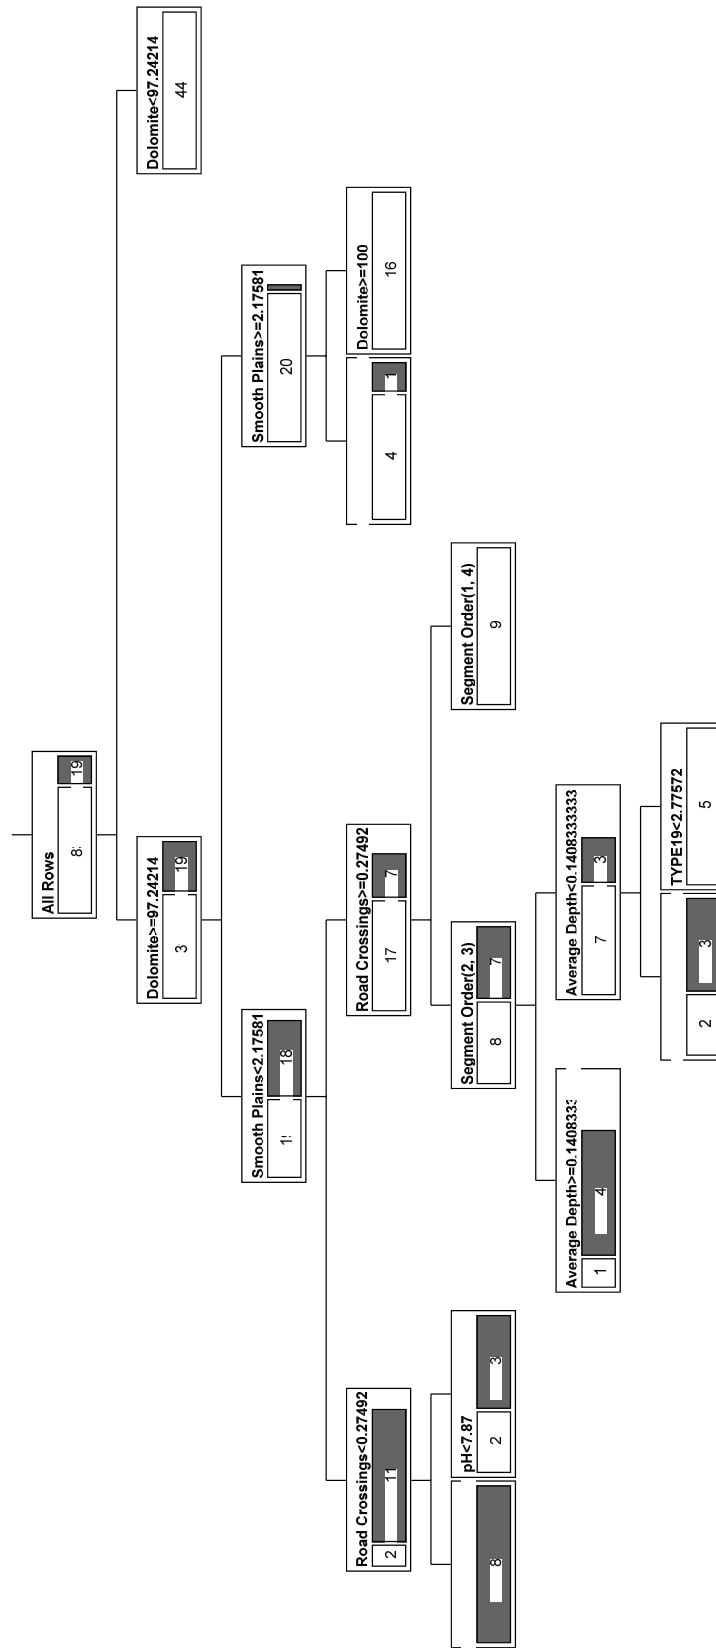 All Rows
8
19
Dolomite>=97.24214
3
19
Dolomite<97.24214
44
Smooth Plains<2.17581
1
18
Smooth Plains>=2.17581
20
Road Crossings<0.27492
2
11
Road Crossings>=0.27492
17
7
4
1
Dolomite>=100
16
8
pH<7.87
2
3
Segment Order(2, 3)
8
7
Segment Order(1, 4)
9
Average Depth>=0.1408333
1
4
Average Depth<0.1408333333
7
3
2
3
TYPE19<2.77572
5